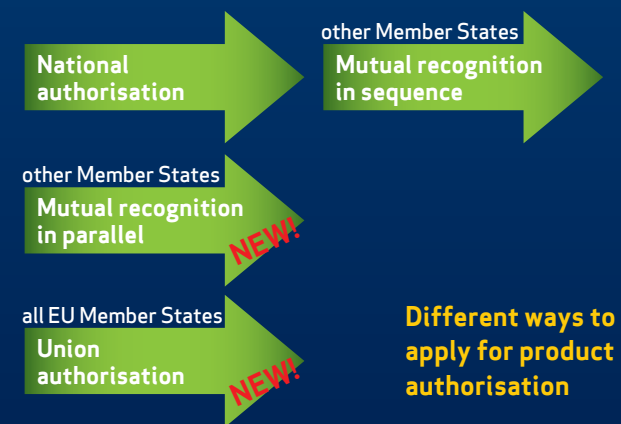 National
authorisation
other Member States
Mutual recognition
in sequence
other Member States
Mutual recognition
in parallel
NEW!
all EU Member States
Union
authorisation
NEW!
Different ways to
apply for product
authorisation